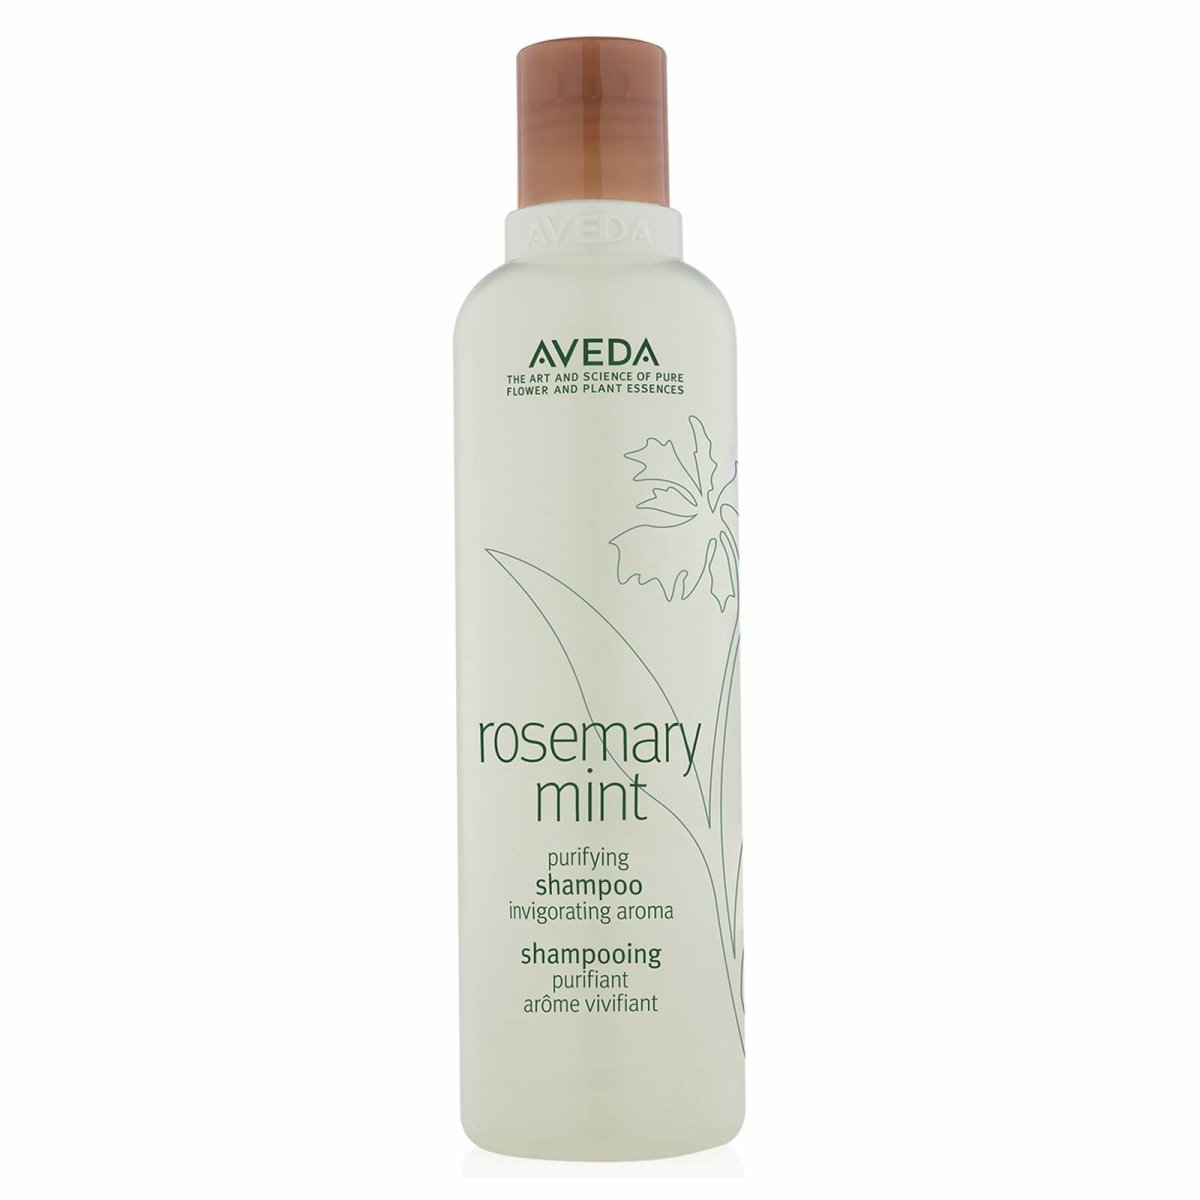 AVEDA
AVEDA
THE ART AND SCIENCE OF PURE
FLOWER AND PLANT ESSENCES
rosemary
mint
purifying
shampoo
invigorating aroma
shampooing
purifiant
arôme vivifiant